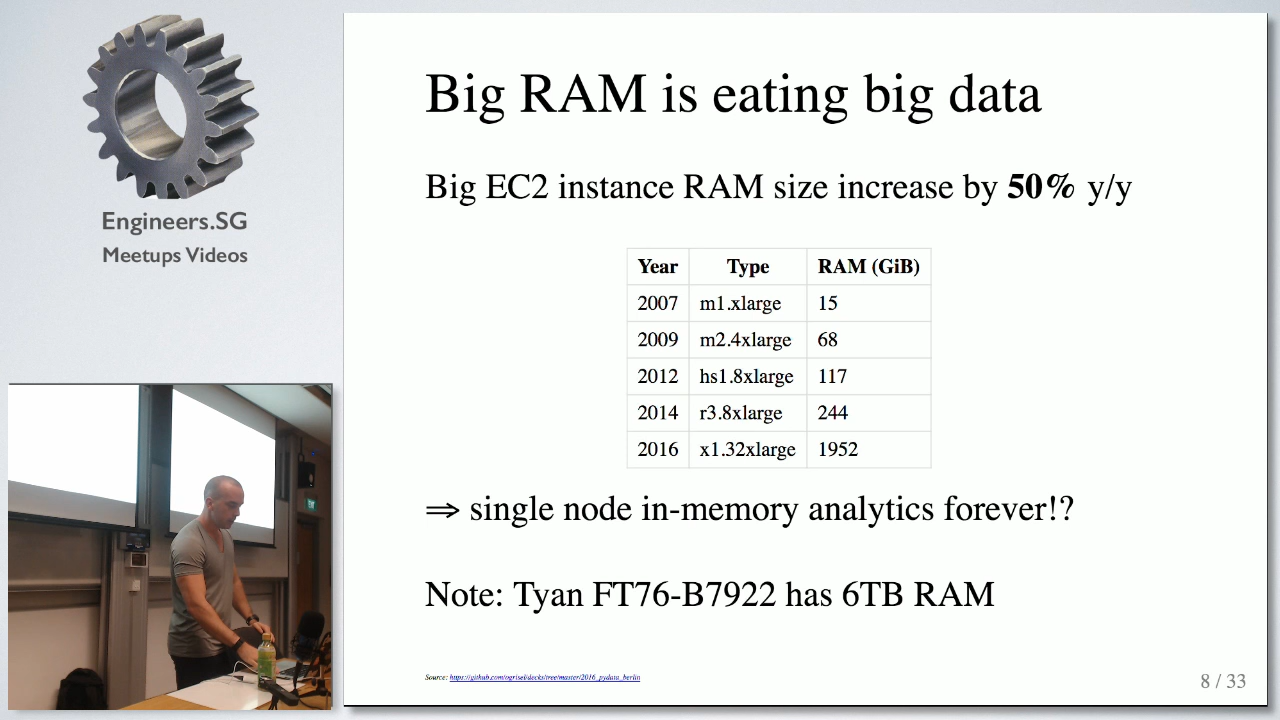 Engineers.SG
Meetups Videos
Big RAM is eating big data
Big EC2 instance RAM size increase by 50% y/y
Year Type RAM (GiB)
2007 m1.xlarge 15
2009 m2.4xlarge 68
2012 hs1.8xlarge 117
2014 r3.8xlarge 244
2016 x1.32xlarge 1952
⇒ single node in-memory analytics forever!?
Note: Tyan FT76-B7922 has 6TB RAM
Source: https://github.com/ogrisel/decks/tree/master/2016_pydata_berlin
8 / 33